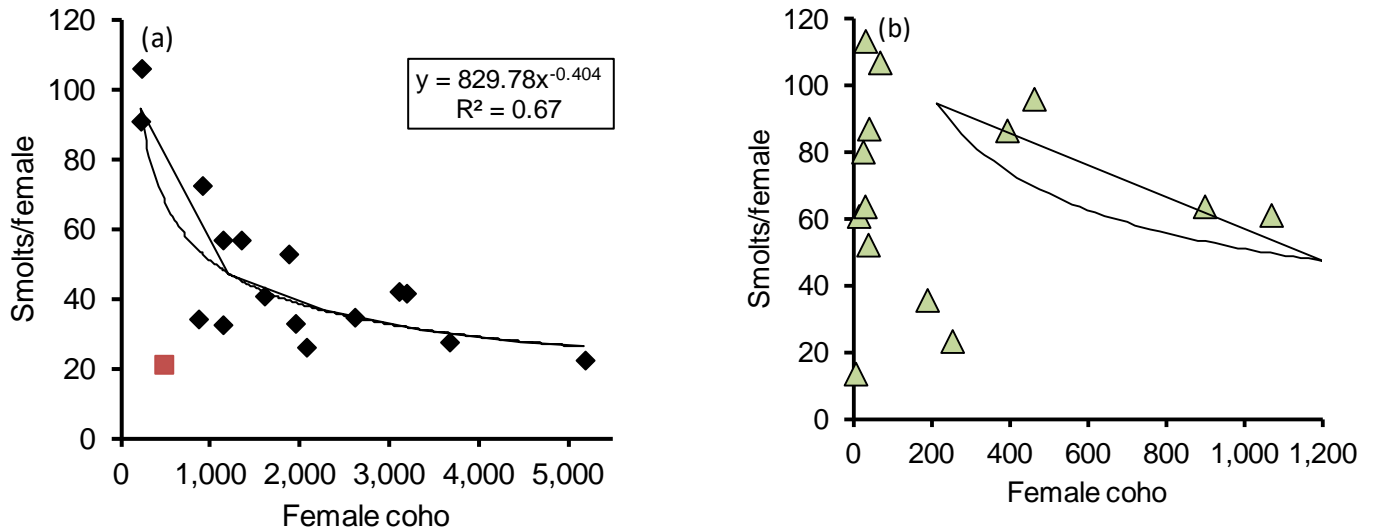 (a)
y = 829.78x^-0.404
R² = 0.67
Smolts/female
120
100
80
60
40
20
0
0 1,000 2,000 3,000 4,000 5,000
Female coho
(b)
Smolts/female
120
100
80
60
40
20
0
0 200 400 600 800 1,000 1,200
Female coho